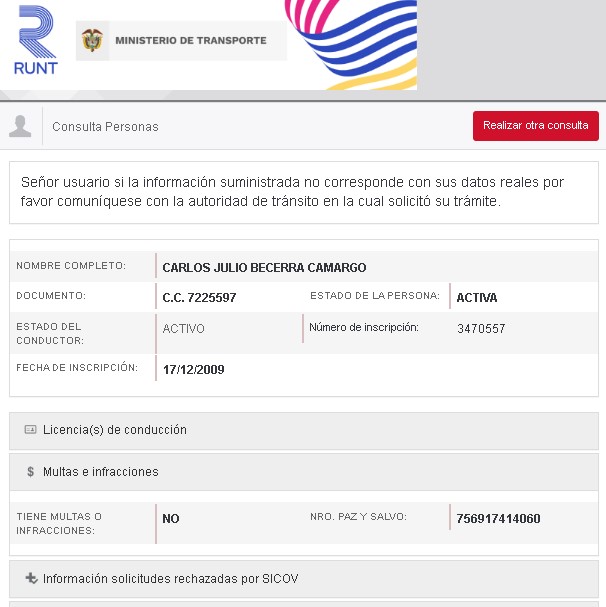 RUNT
MINISTERIO DE TRANSPORTE
Consulta Personas
Realizar otra consulta
Señor usuario si la información suministrada no corresponde con sus datos reales por
favor comuníquese con la autoridad de tránsito en la cual solicitó su trámite.
NOMBRE COMPLETO: CARLOS JULIO BECERRA CAMARGO
DOCUMENTO: C.C. 7225597 ESTADO DE LA PERSONA: ACTIVA
ESTADO DEL
CONDUCTOR: ACTIVO Número de inscripción: 3470557
FECHA DE INSCRIPCIÓN: 17/12/2009
Licencia(s) de conducción
$ Multas e infracciones
TIENE MULTAS O
INFRACCIONES: NO NRO. PAZ Y SALVO: 756917414060
Información solicitudes rechazadas por SICOV